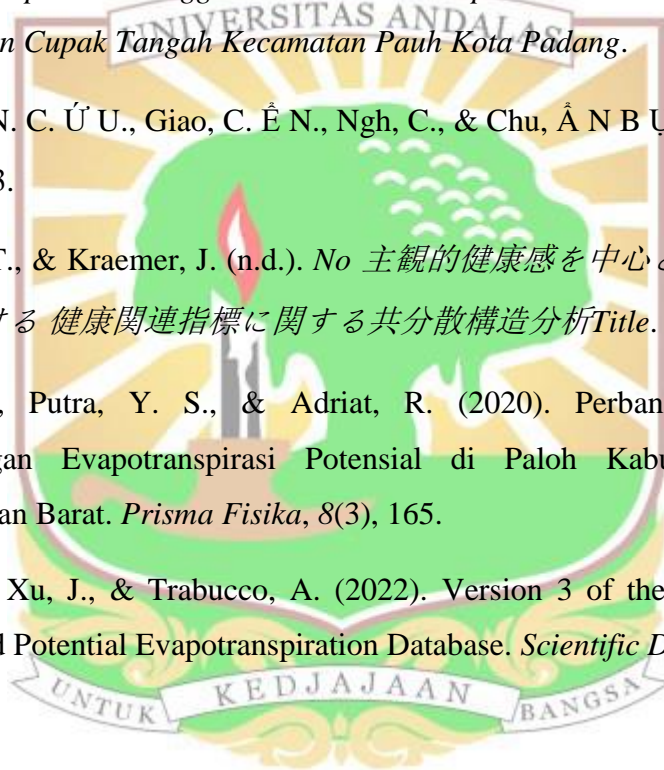 UNIVERSITAS ANDALAS
n Cupak Tangah Kecamatan Pauh Kota Padang.
N. C. Ứ U., Giao, C. Ể N., Ngh, C., & Chu, Ẩ N B Ụ
3.
T., & Kraemer, J. (n.d.). No 主観的健康感を中心と
ける 健康関連指標に関する共分散構造分析Title.
, Putra, Y. S., & Adriat, R. (2020). Perban
gan Evapotranspirasi Potensial di Paloh Kabu
an Barat. Prisma Fisika, 8(3), 165.
Xu, J., & Trabucco, A. (2022). Version 3 of the
d Potential Evapotranspiration Database. Scientific D
UNTUK KEDJAJAAN BANGSA